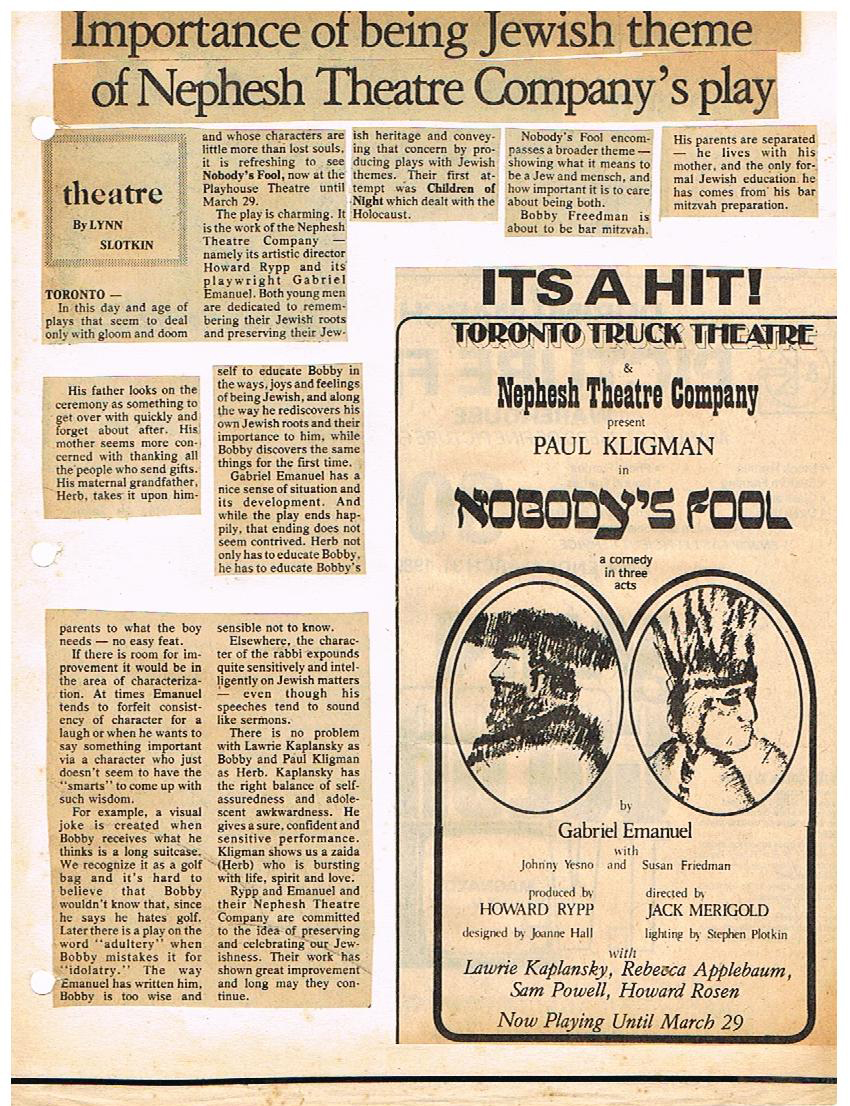 Importance of being Jewish theme
of Nephesh Theatre Company's play
theatre
By LYNN
SLOTKIN
TORONTO —
In this day and age of
plays that seem to deal
only with gloom and doom
and whose characters are
little more than lost souls,
it is refreshing to see
Nobody's Fool, now at the
Playhouse Theatre until
March 29.
The play is charming. It
is the work of the Nephesh
Theatre Company —
namely its artistic director
Howard Rypp and its
playwright Gabriel
Emanuel. Both young men
are dedicated to remem-
bering their Jewish roots
and preserving their Jew-
ish heritage and convey-
ing that concern by pro-
ducing plays with Jewish
themes. Their first at-
tempt was Children of
Night which dealt with the
Holocaust.
Nobody's Fool encom-
passes a broader theme —
showing what it means to
be a Jew and mensch, and
how important it is to care
about being both.
Bobby Freedman is
about to be bar mitzvah.
His parents are separated
— he lives with his
mother, and the only for-
mal Jewish education he
has comes from his bar
mitzvah preparation.
His father looks on the
ceremony as something to
get over with quickly and
forget about after. His
mother seems more con-
cerned with thanking all
the people who send gifts.
His maternal grandfather,
Herb, takes it upon him-
self to educate Bobby in
the ways, joys and feelings
of being Jewish, and along
the way he rediscovers his
own Jewish roots and their
importance to him, while
Bobby discovers the same
things for the first time.
Gabriel Emanuel has a
nice sense of situation and
its development. And
while the play ends hap-
pily, that ending does not
seem contrived. Herb not
only has to educate Bobby,
he has to educate Bobby's
parents to what the boy
needs — no easy feat.
If there is room for im-
provement it would be in
the area of characteriza-
tion. At times Emanuel
tends to forfeit consist-
ency of character for a
laugh or when he wants to
say something important
via a character who just
doesn't seem to have the
"smarts" to come up with
such wisdom.
For example, a visual
joke is created when
Bobby receives what he
thinks is a long suitcase.
We recognize it as a golf
bag and it's hard to
believe that Bobby
wouldn't know that, since
he says he hates golf.
Later there is a play on the
word "adultery" when
Bobby mistakes it for
"idolatry." The way
Emanuel has written him,
Bobby is too wise and
sensible not to know.
Elsewhere, the charac-
ter of the rabbi expounds
quite sensitively and intel-
ligently on Jewish matters
— even though his
speeches tend to sound
like sermons.
There is no problem
with Lawrie Kaplansky as
Bobby and Paul Kligman
as Herb. Kaplansky has
the right balance of self-
assuredness and adole-
scent awkwardness. He
gives a sure, confident and
sensitive performance.
Kligman shows us a zaida
(Herb) who is bursting
with life, spirit and love.
Rypp and Emanuel and
their Nephesh Theatre
Company are committed
to the idea of preserving
and celebrating our Jew-
ishness. Their work has
shown great improvement
and long may they con-
tinue.
ITS A HIT!
TORONTO TRUCK THEATRE
&
Nephesh Theatre Company
present
PAUL KLIGMAN
in
NOBODY'S FOOL
a comedy
in three
acts
by
Gabriel Emanuel
with
Johnny Yesno and Susan Friedman
produced by directed by
HOWARD RYPP JACK MERIGOLD
designed by Joanne Hall lighting by Stephen Plotkin
with
Lawrie Kaplansky, Rebecca Applebaum,
Sam Powell, Howard Rosen
Now Playing Until March 29